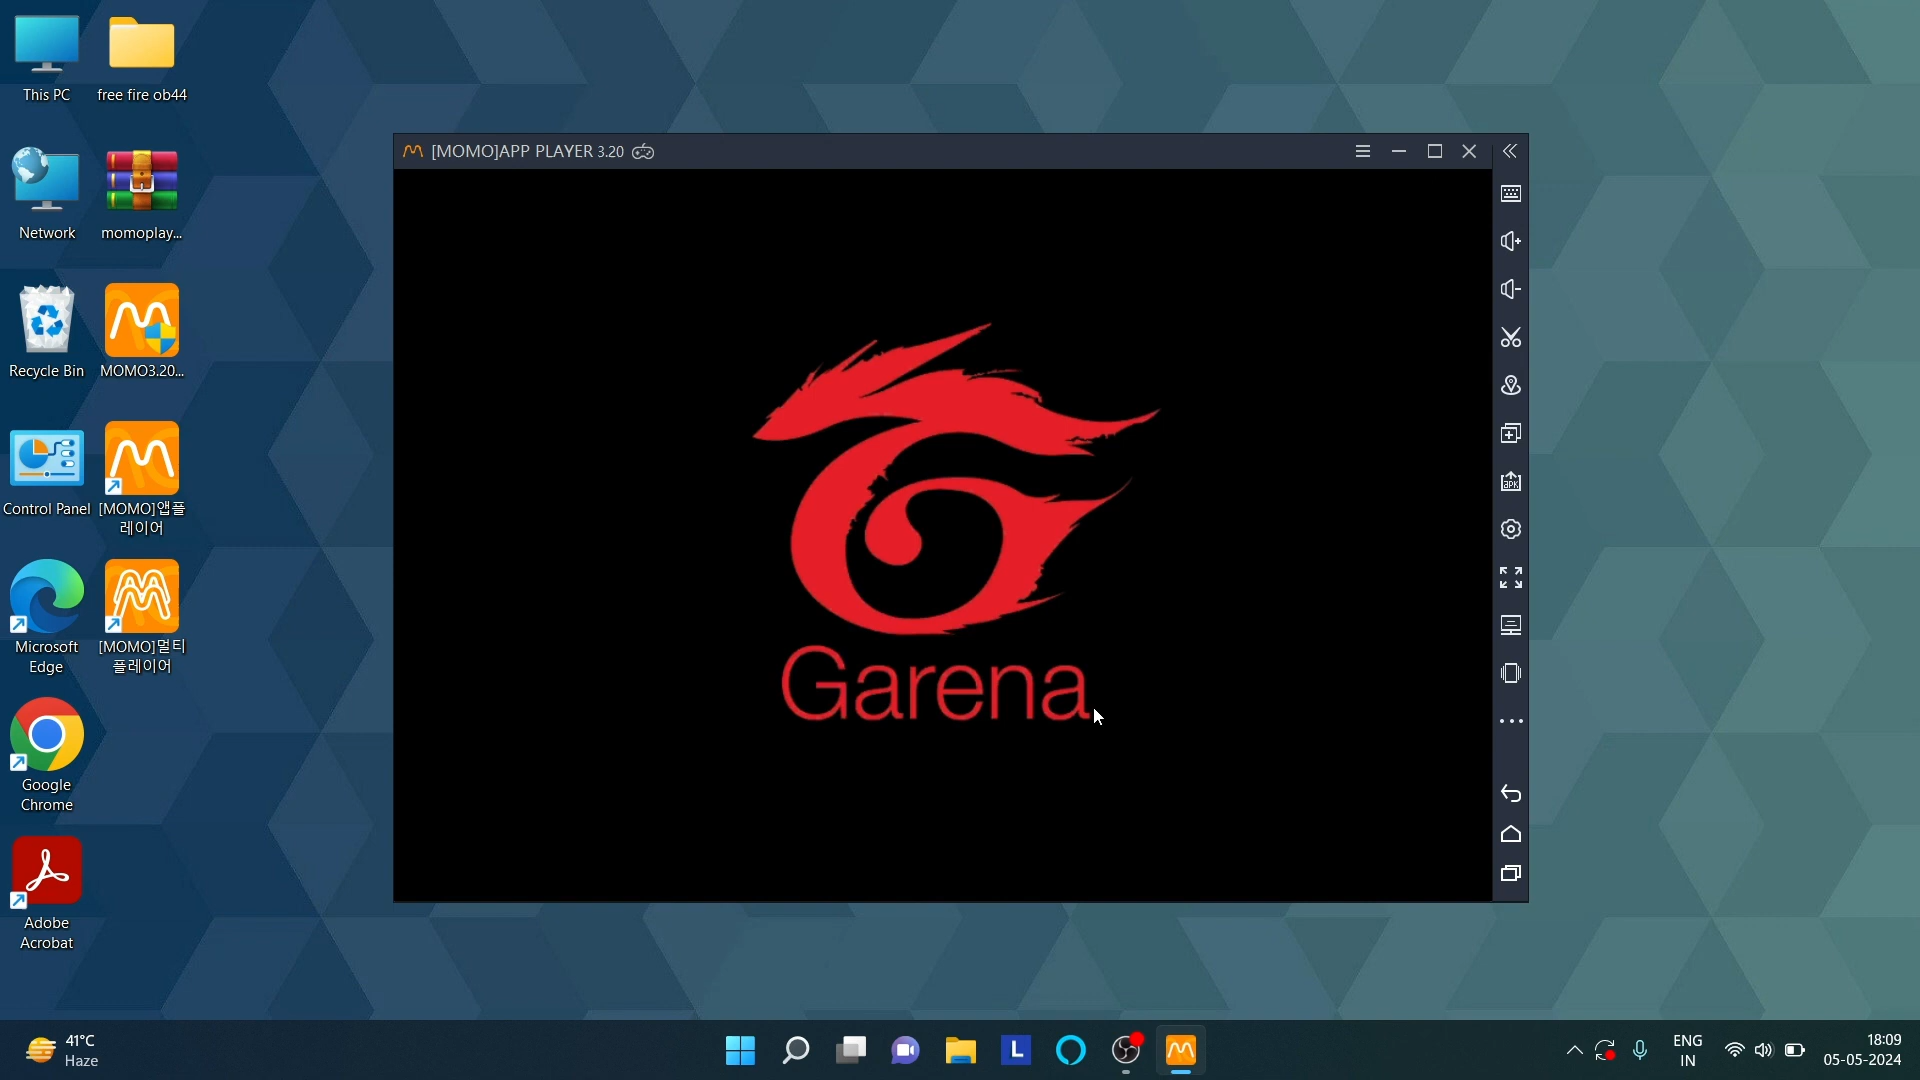 This PC
free fire ob44
Network
momoplay...
Recycle Bin
MOMO3.20...
Control Panel
[MOMO]앱플
레이어
Microsoft
Edge
[MOMO]멀티
플레이어
Google
Chrome
Adobe
Acrobat
[MOMO]APP PLAYER 3.20
APK
Garena
41°C
Haze
L
ENG
IN
18:09
05-05-2024